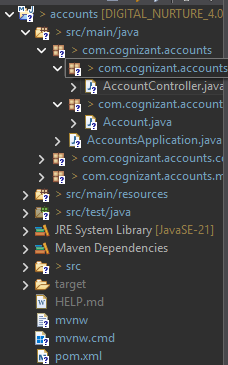 > accounts [DIGITAL_NURTURE_4.0
> src/main/java
> com.cognizant.accounts
> com.cognizant.accounts
> AccountController.java
> com.cognizant.accounts
> Account.java
> AccountsApplication.java
> com.cognizant.accounts.co
> com.cognizant.accounts.m
> src/main/resources
> src/test/java
JRE System Library [JavaSE-21]
Maven Dependencies
> src
> target
HELP.md
mvnw
mvnw.cmd
pom.xml